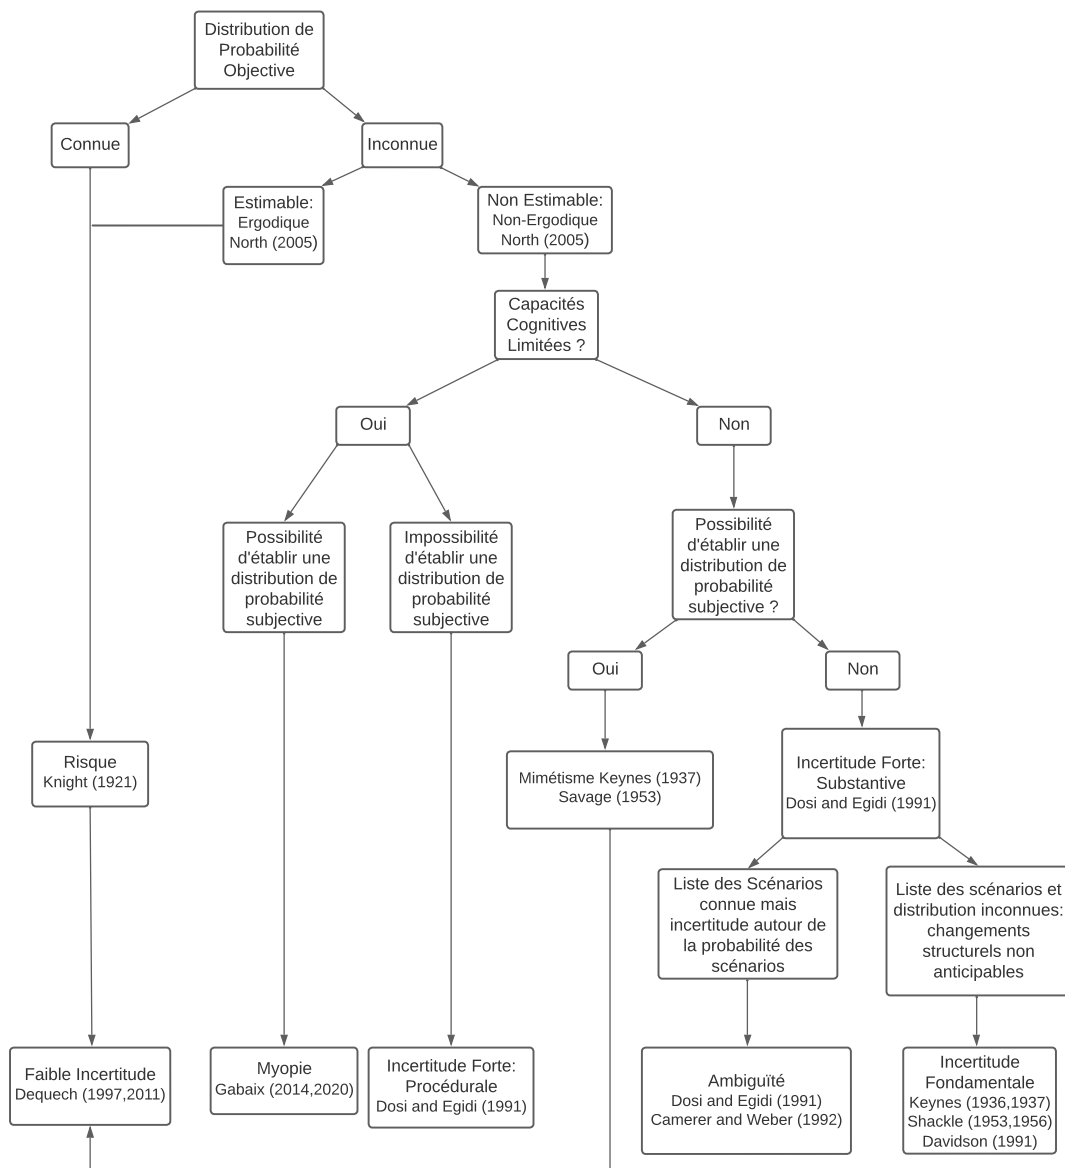 Distribution de
Probabilité
Objective
Connue
Inconnue
Estimable:
Ergodique
North (2005)
Non Estimable:
Non-Ergodique
North (2005)
Capacités
Cognitives
Limitées ?
Oui
Non
Possibilité
d'établir une
distribution de
probabilité
subjective
Impossibilité
d'établir une
distribution de
probabilité
subjective
Possibilité
d'établir une
distribution de
probabilité
subjective ?
Oui
Non
Risque
Knight (1921)
Mimétisme Keynes (1937)
Savage (1953)
Incertitude Forte:
Substantive
Dosi and Egidi (1991)
Liste des Scénarios
connue mais
incertitude autour de
la probabilité des
scénarios
Liste des scénarios et
distribution inconnues:
changements
structurels non
anticipables
Faible Incertitude
Dequech (1997,2011)
Myopie
Gabaix (2014,2020)
Incertitude Forte:
Procédurale
Dosi and Egidi (1991)
Ambiguïté
Dosi and Egidi (1991)
Camerer and Weber (1992)
Incertitude
Fondamentale
Keynes (1936,1937)
Shackle (1953,1956)
Davidson (1991)